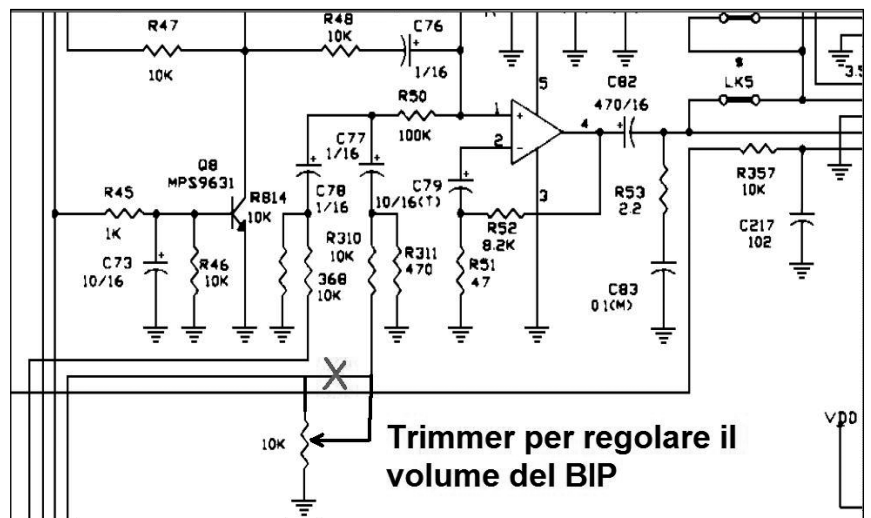 R47
10K
R48
10K
C76
1/16
R50
100K
C77
1/16
1
2
3
4
5
C82
470/16
S
LK5
3.5
Q8
MPS9631
R45
1K
R814
10K
C78
1/16
C79
10/16(T)
R53
2.2
R357
10K
C73
10/16
R46
10K
368
10K
R310
10K
R311
470
R52
8.2K
R51
47
C217
102
C83
0.1(M)
10K
Trimmer per regolare il
volume del BIP
VDD